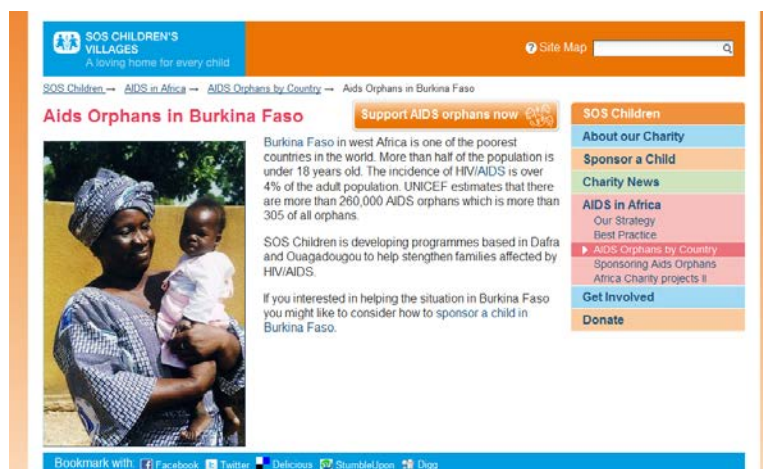 SOS CHILDREN'S
VILLAGES
A loving home for every child
Site Map
SOS Children → AIDS in Africa → AIDS Orphans by Country → Aids Orphans in Burkina Faso
Aids Orphans in Burkina Faso
Support AIDS orphans now
Burkina Faso in west Africa is one of the poorest
countries in the world. More than half of the population is
under 18 years old. The incidence of HIV/AIDS is over
4% of the adult population. UNICEF estimates that there
are more than 260,000 AIDS orphans which is more than
305 of all orphans.
SOS Children is developing programmes based in Dafra
and Ouagadougou to help stengthen families affected by
HIV/AIDS.
If you interested in helping the situation in Burkina Faso
you might like to consider how to sponsor a child in
Burkina Faso.
SOS Children
About our Charity
Sponsor a Child
Charity News
AIDS in Africa
Our Strategy
Best Practice
AIDS Orphans by Country
Sponsoring Aids Orphans
Africa Charity projects II
Get Involved
Donate
Bookmark with: Facebook Twitter Delicious StumbleUpon Digg